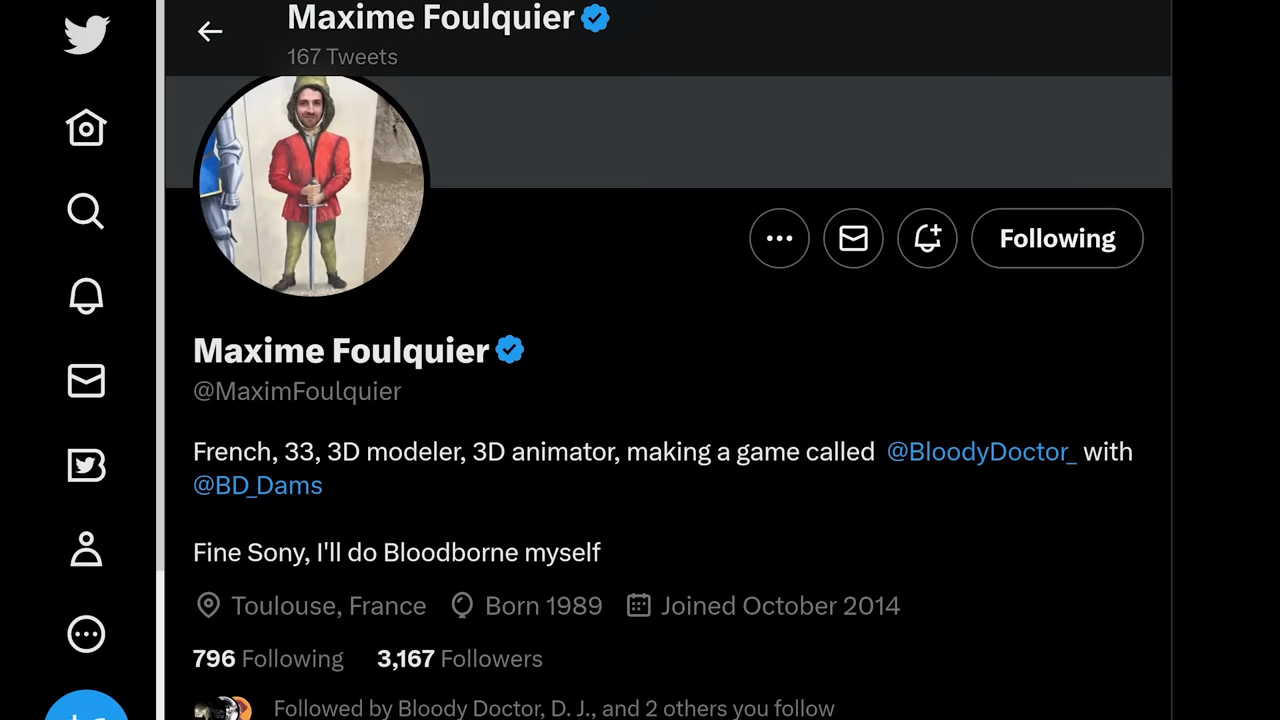 Maxime Foulquier
167 Tweets
Following
Maxime Foulquier
@MaximFoulquier
French, 33, 3D modeler, 3D animator, making a game called @BloodyDoctor_ with
@BD_Dams
Fine Sony, I'll do Bloodborne myself
Toulouse, France Born 1989 Joined October 2014
796 Following 3,167 Followers
Followed by Bloody Doctor, D. J., and 2 others you follow